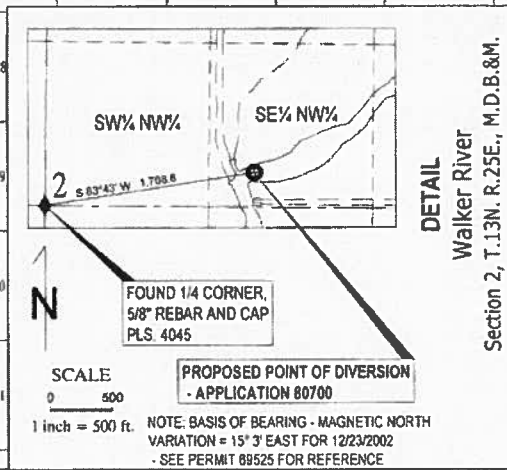 SW¼ NW¼
SE¼ NW¼
2
S 83°43' W 1,708.6
N
FOUND 1/4 CORNER,
5/8" REBAR AND CAP
PLS. 4045
SCALE
0 500
1 inch = 500 ft.
PROPOSED POINT OF DIVERSION
- APPLICATION 80700
NOTE: BASIS OF BEARING - MAGNETIC NORTH
VARIATION = 15° 3' EAST FOR 12/23/2002
- SEE PERMIT 69525 FOR REFERENCE
DETAIL
Walker River
Section 2, T.13N. R.25E., M.D.B.&M.